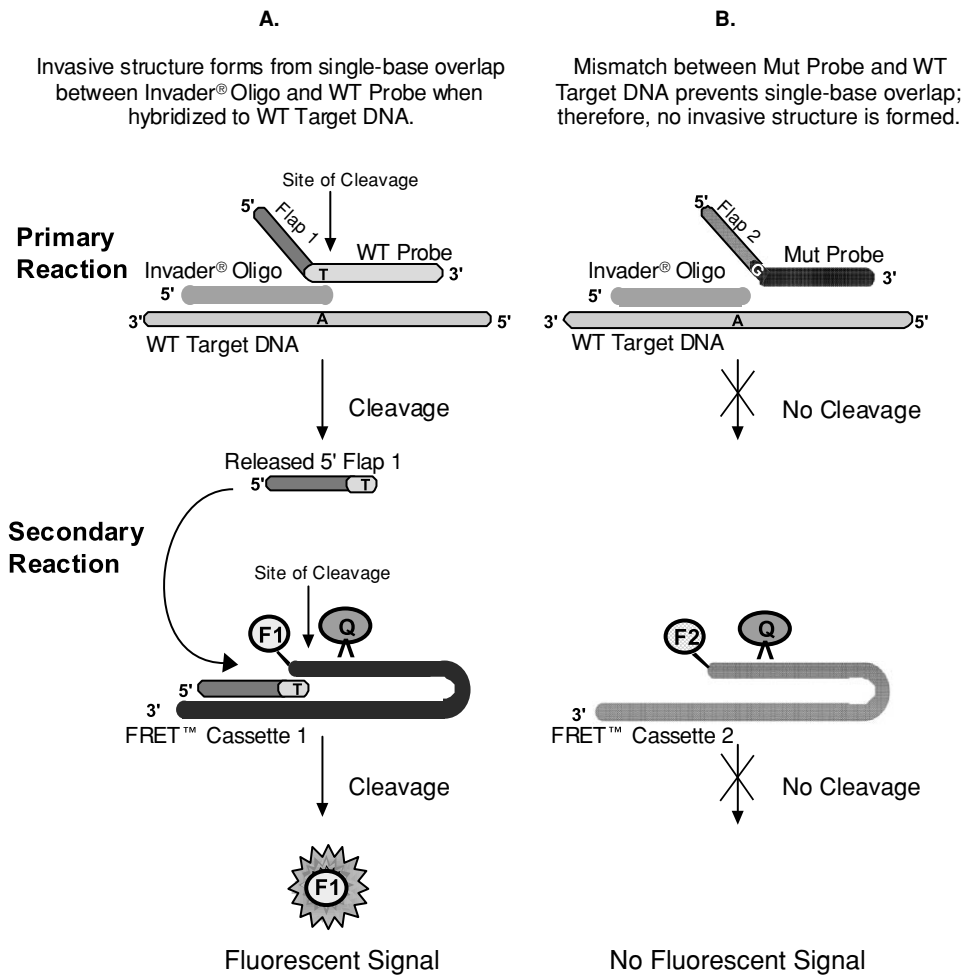 A.
Invasive structure forms from single-base overlap
between Invader® Oligo and WT Probe when
hybridized to WT Target DNA.
Site of Cleavage
5'
Flap 1
Primary
Reaction
WT Probe
T
3'
Invader® Oligo
5'
3'
A
5'
WT Target DNA
Cleavage
Released 5' Flap 1
5'
T
Secondary
Reaction
Site of Cleavage
F1
Q
5'
T
3'
FRET™ Cassette 1
Cleavage
F1
Fluorescent Signal
B.
Mismatch between Mut Probe and WT
Target DNA prevents single-base overlap;
therefore, no invasive structure is formed.
5'
Flap 2
Mut Probe
G
3'
Invader® Oligo
5'
3'
A
5'
WT Target DNA
No Cleavage
F2
Q
3'
FRET™ Cassette 2
No Cleavage
No Fluorescent Signal